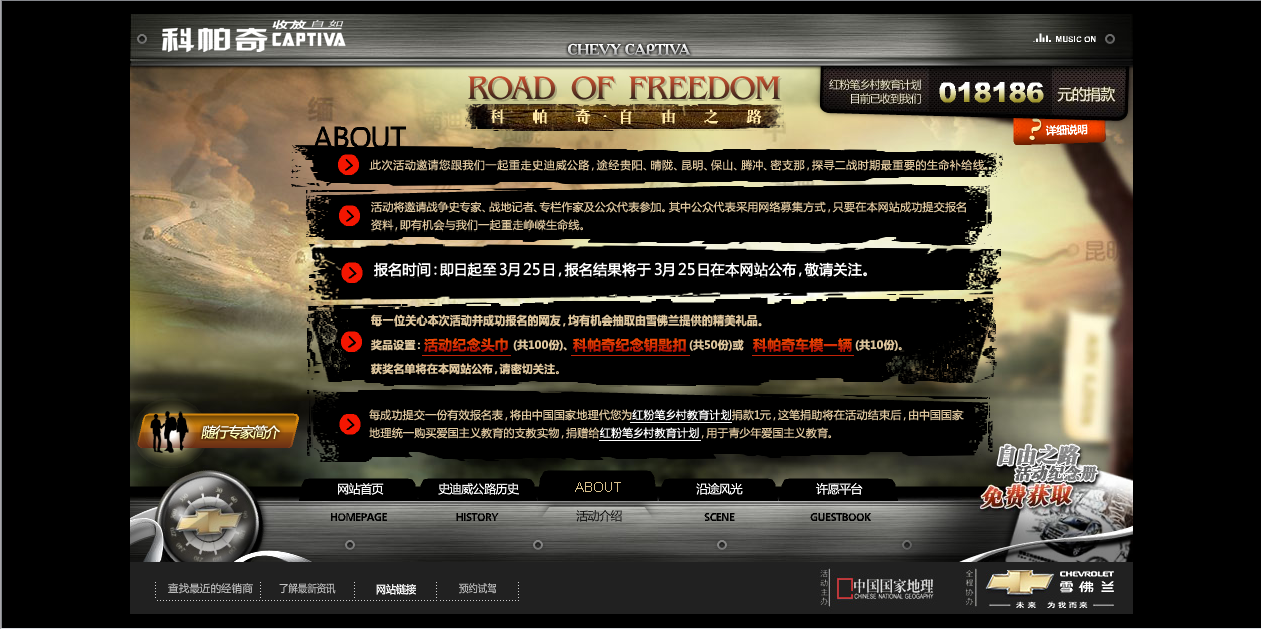 科帕奇
收放自如
CAPTIVA
CHEVY CAPTIVA
MUSIC ON
ROAD OF FREEDOM
科帕奇·自由之路
红粉笔乡村教育计划
目前已收到我们
018186 元的捐款
? 详细说明
ABOUT
此次活动邀请您跟我们一起重走史迪威公路,途经贵阳、晴陇、昆明、保山、腾冲、密支那,探寻二战时期最重要的生命补给线。
活动将邀请战争史专家、战地记者、专栏作家及公众代表参加。其中公众代表采用网络募集方式,只要在本网站成功提交报名
资料,即有机会与我们一起重走峥嵘生命线。
报名时间:即日起至3月25日,报名结果将于3月25日在本网站公布,敬请关注。
每一位关心本次活动并成功报名的网友,均有机会抽取由雪佛兰提供的精美礼品。
奖品设置:活动纪念头巾 (共100份)、科帕奇纪念钥匙扣(共50份)或 科帕奇车模一辆 (共10份)。
获奖名单将在本网站公布,请密切关注。
每成功提交一份有效报名表,将由中国国家地理代您为红粉笔乡村教育计划捐款1元,这笔捐助将在活动结束后,由中国国家
地理统一购买爱国主义教育的支教实物,捐赠给红粉笔乡村教育计划,用于青少年爱国主义教育。
缅
昆明
随行专家简介
自由之路
活动纪念册
免费获取
网站首页
史迪威公路历史
ABOUT
沿途风光
许愿平台
HOMEPAGE
HISTORY
活动介绍
SCENE
GUESTBOOK
查找最近的经销商
了解最新资讯
网站链接
预约试驾
活动主办
中国国家地理
CHINESE NATIONAL GEOGAPHY
全程协办
CHEVROLET
雪佛兰
未来 为我而来